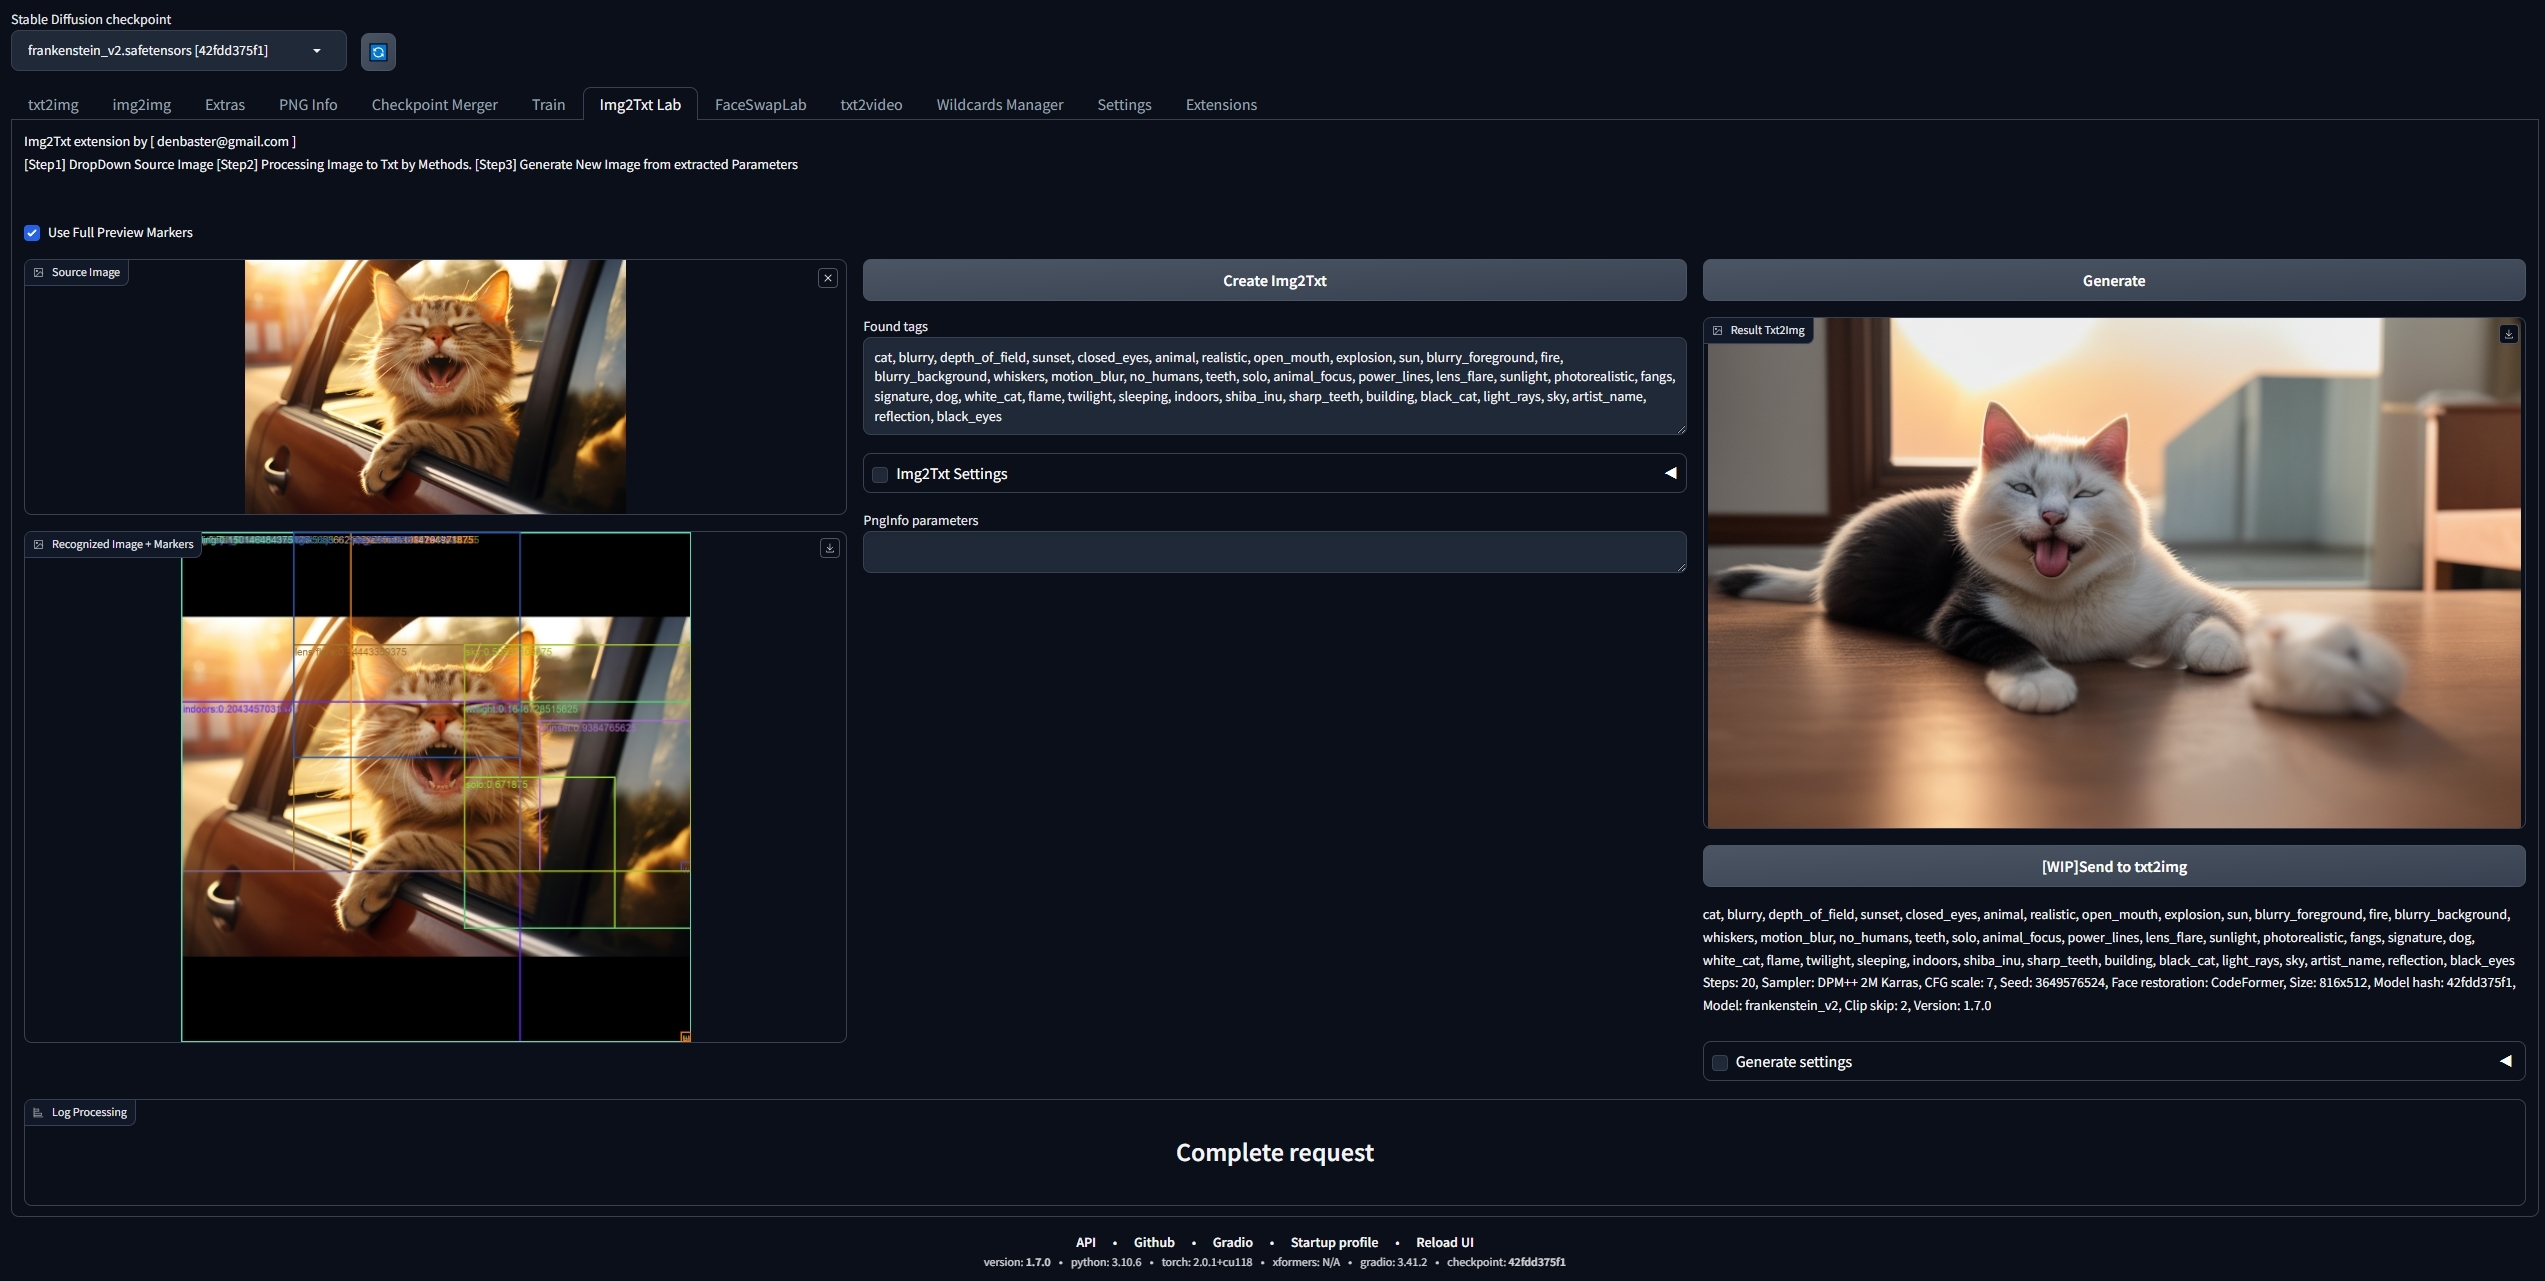 Stable Diffusion checkpoint
frankenstein_v2.safetensors [42fdd375f1]
txt2img img2img Extras PNG Info Checkpoint Merger Train Img2Txt Lab FaceSwapLab txt2video Wildcards Manager Settings Extensions
Img2Txt extension by [ denbaster@gmail.com ]
[Step1] DropDown Source Image [Step2] Processing Image to Txt by Methods. [Step3] Generate New Image from extracted Parameters
Use Full Preview Markers
Source Image
Recognized Image + Markers
indoors:0.2043457031
solo:0.671875
Create Img2Txt
Found tags
cat, blurry, depth_of_field, sunset, closed_eyes, animal, realistic, open_mouth, explosion, sun, blurry_foreground, fire,
blurry_background, whiskers, motion_blur, no_humans, teeth, solo, animal_focus, power_lines, lens_flare, sunlight, photorealistic, fangs,
signature, dog, white_cat, flame, twilight, sleeping, indoors, shiba_inu, sharp_teeth, building, black_cat, light_rays, sky, artist_name,
reflection, black_eyes
Img2Txt Settings
PngInfo parameters
Generate
Result Txt2Img
[WIP]Send to txt2img
cat, blurry, depth_of_field, sunset, closed_eyes, animal, realistic, open_mouth, explosion, sun, blurry_foreground, fire, blurry_background,
whiskers, motion_blur, no_humans, teeth, solo, animal_focus, power_lines, lens_flare, sunlight, photorealistic, fangs, signature, dog,
white_cat, flame, twilight, sleeping, indoors, shiba_inu, sharp_teeth, building, black_cat, light_rays, sky, artist_name, reflection, black_eyes
Steps: 20, Sampler: DPM++ 2M Karras, CFG scale: 7, Seed: 3649576524, Face restoration: CodeFormer, Size: 816x512, Model hash: 42fdd375f1,
Model: frankenstein_v2, Clip skip: 2, Version: 1.7.0
Generate settings
Log Processing
Complete request
API • Github • Gradio • Startup profile • Reload UI
version: 1.7.0 • python: 3.10.6 • torch: 2.0.1+cu118 • xformers: N/A • gradio: 3.41.2 • checkpoint: 42fdd375f1